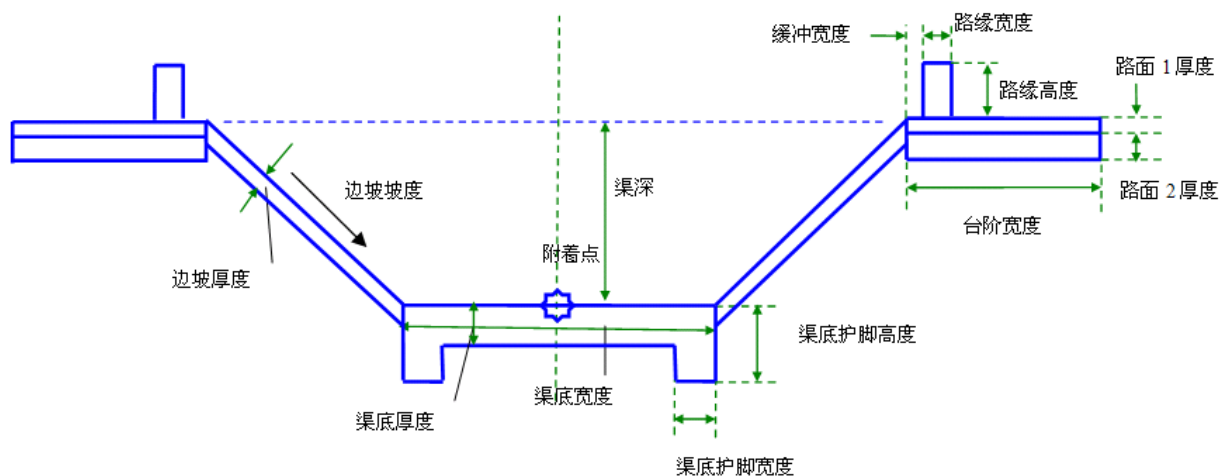 缓冲宽度
路缘宽度
路面 1 厚度
路缘高度
边坡坡度
渠深
路面 2 厚度
台阶宽度
附着点
边坡厚度
渠底护脚高度
渠底宽度
渠底厚度
渠底护脚宽度